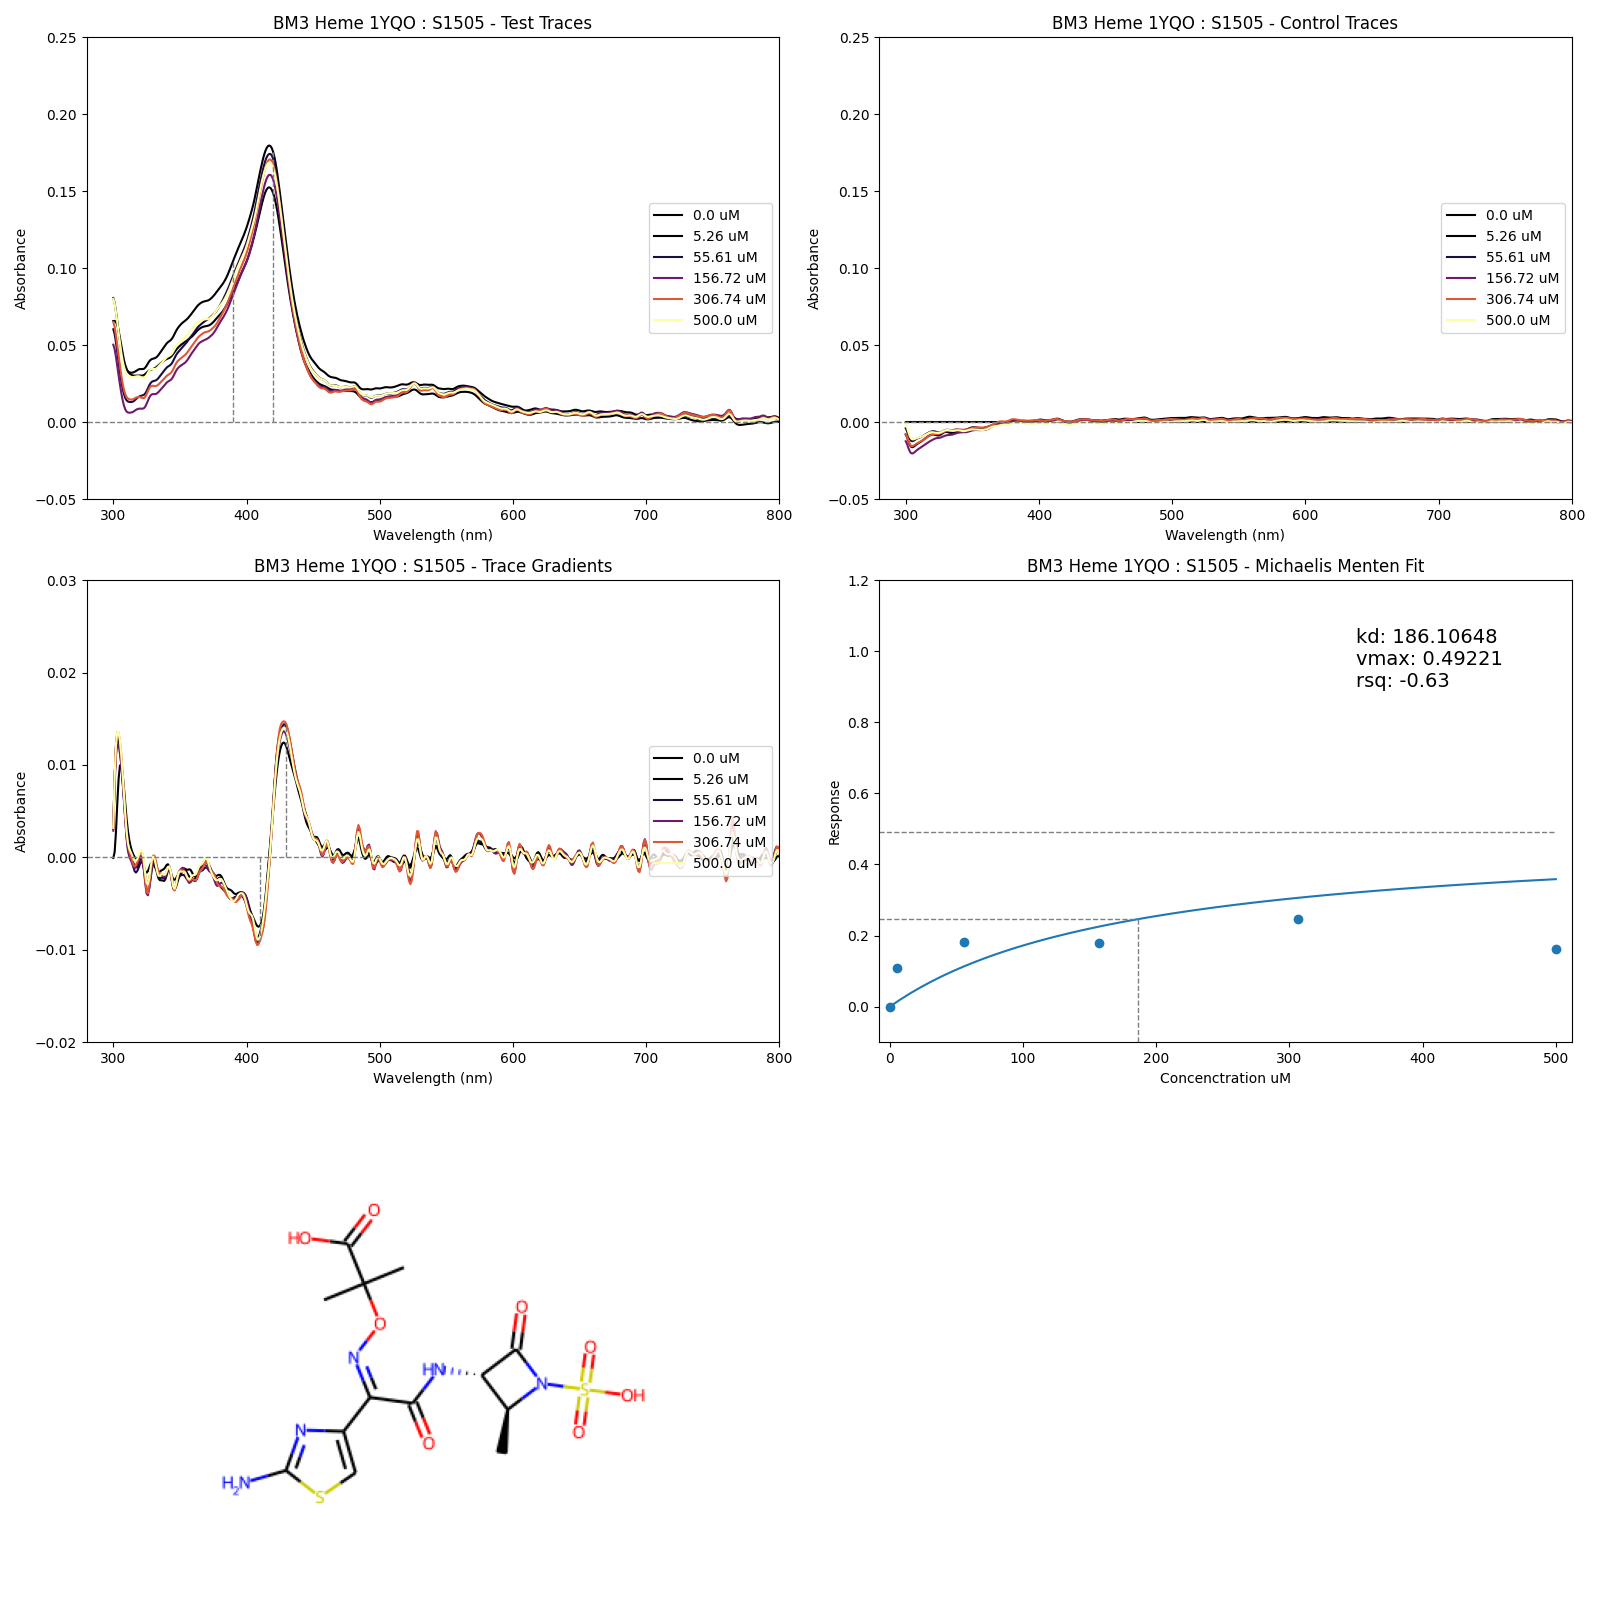 BM3 Heme 1YQO : S1505 - Test Traces
0.25
0.20
0.15
0.10
0.05
0.00
−0.05
Absorbance
300
400
500
600
700
800
Wavelength (nm)
0.0 uM
5.26 uM
55.61 uM
156.72 uM
306.74 uM
500.0 uM
BM3 Heme 1YQO : S1505 - Control Traces
0.25
0.20
0.15
0.10
0.05
0.00
−0.05
Absorbance
300
400
500
600
700
800
Wavelength (nm)
0.0 uM
5.26 uM
55.61 uM
156.72 uM
306.74 uM
500.0 uM
BM3 Heme 1YQO : S1505 - Trace Gradients
0.03
0.02
0.01
0.00
−0.01
−0.02
Absorbance
300
400
500
600
700
800
Wavelength (nm)
0.0 uM
5.26 uM
55.61 uM
156.72 uM
306.74 uM
500.0 uM
BM3 Heme 1YQO : S1505 - Michaelis Menten Fit
1.2
1.0
0.8
0.6
0.4
0.2
0.0
Response
0
100
200
300
400
500
Concenctration uM
kd: 186.10648
vmax: 0.49221
rsq: -0.63
O
HO
O
N
HN
O
O
N
S
O
OH
O
N
H2N
S